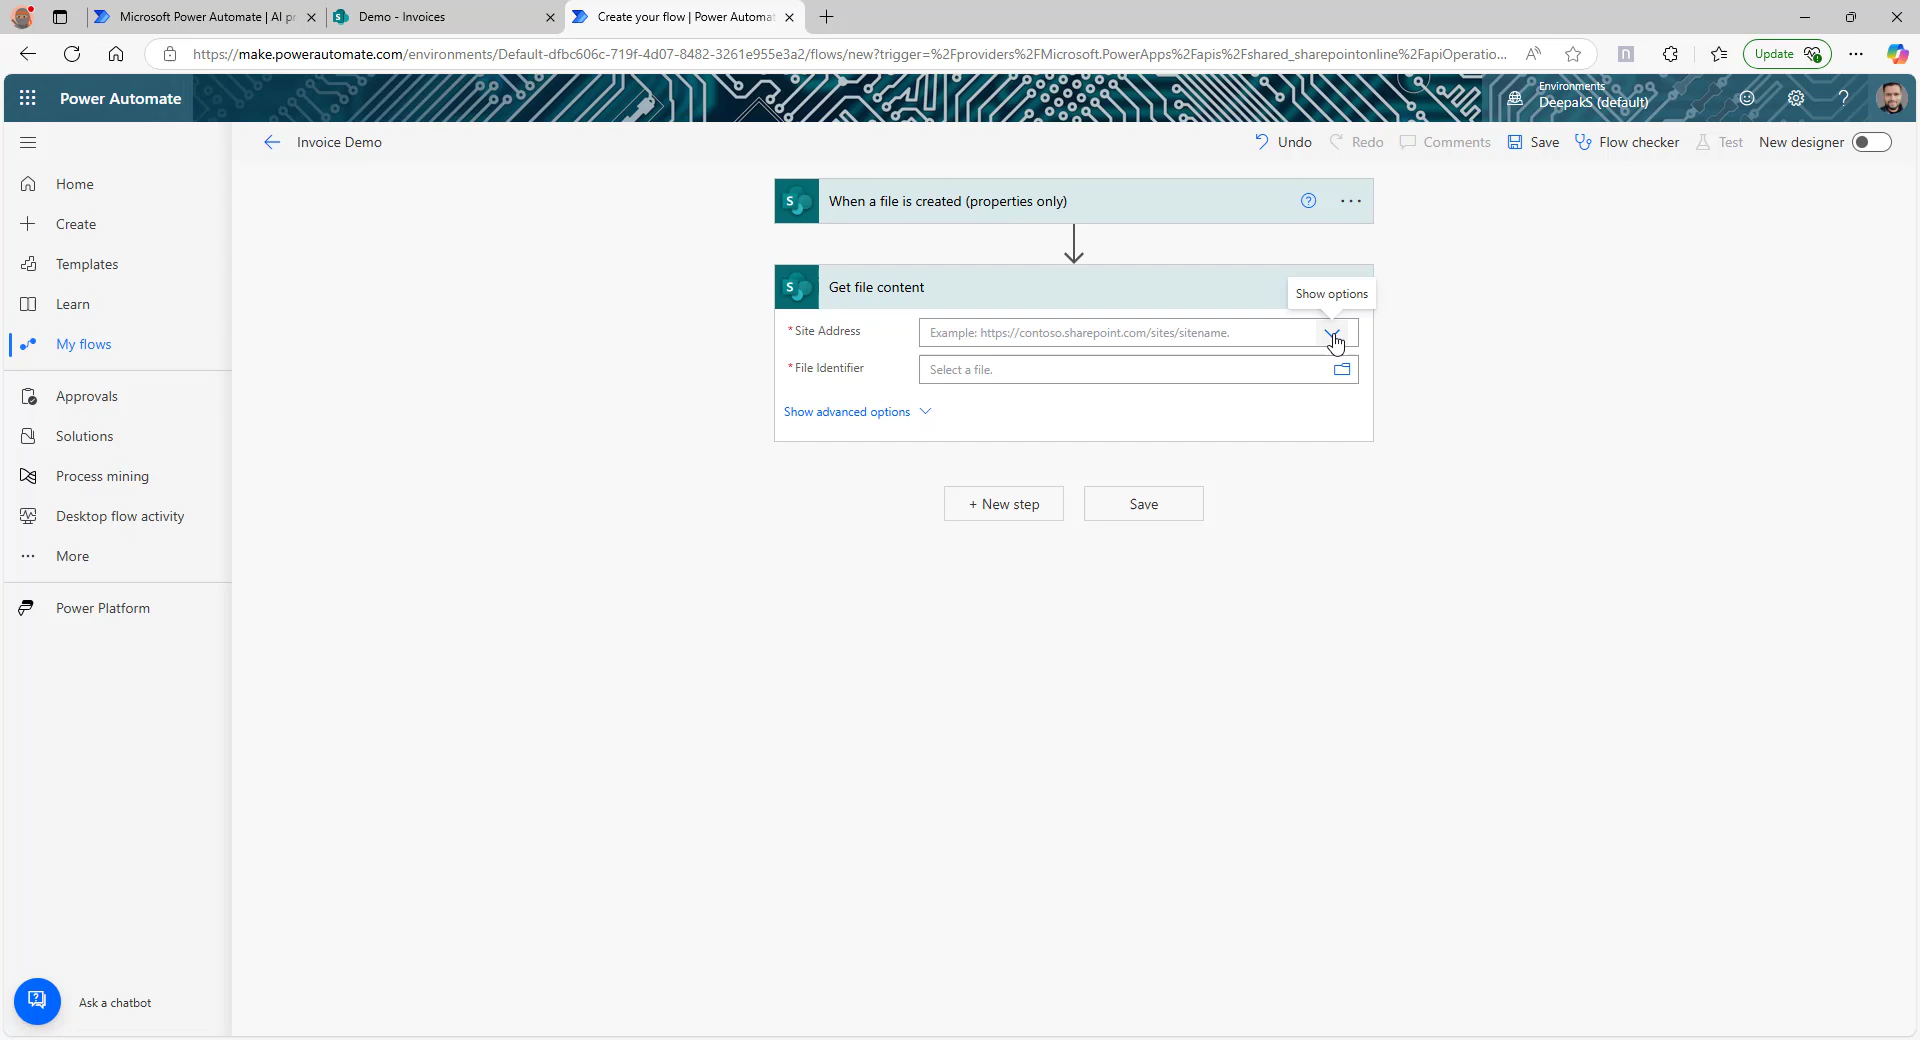 Microsoft Power Automate | AI pr
Demo - Invoices
Create your flow | Power Automat
https://make.powerautomate.com/environments/Default-dfbc606c-719f-4d07-8482-3261e955e3a2/flows/new?trigger=%2Fproviders%2FMicrosoft.PowerApps%2Fapis%2Fshared_sharepointonline%2FapiOperatio...
Update
Power Automate
Environments
DeepakS (default)
Invoice Demo
Undo
Redo
Comments
Save
Flow checker
Test
New designer
Home
Create
Templates
Learn
My flows
Approvals
Solutions
Process mining
Desktop flow activity
More
Power Platform
Ask a chatbot
When a file is created (properties only)
Get file content
Show options
* Site Address
Example: https://contoso.sharepoint.com/sites/sitename.
* File Identifier
Select a file.
Show advanced options
+ New step
Save